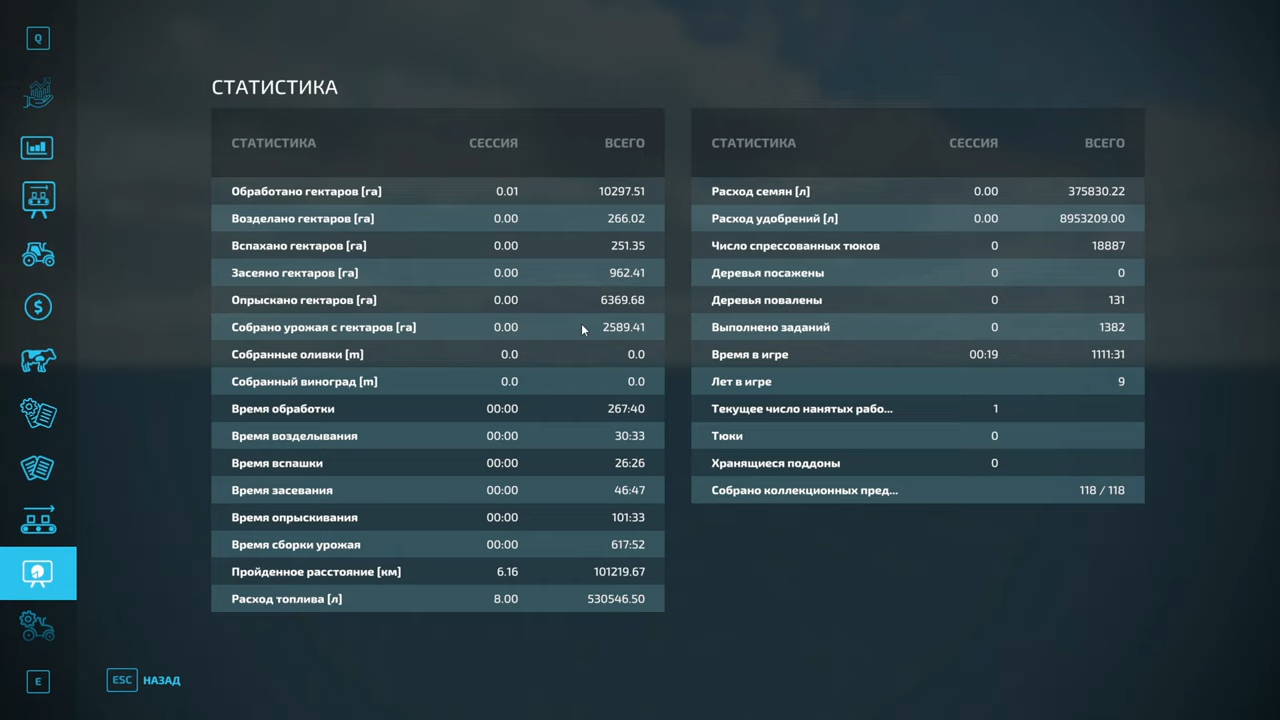 Q
СТАТИСТИКА
СТАТИСТИКА СЕССИЯ ВСЕГО
Обработано гектаров [га] 0.01 10297.51
Возделано гектаров [га] 0.00 266.02
Вспахано гектаров [га] 0.00 251.35
Засеяно гектаров [га] 0.00 962.41
Опрыскано гектаров [га] 0.00 6369.68
Собрано урожая с гектаров [га] 0.00 2589.41
Собранные оливки [m] 0.0 0.0
Собранный виноград [m] 0.0 0.0
Время обработки 00:00 267:40
Время возделывания 00:00 30:33
Время вспашки 00:00 26:26
Время засевания 00:00 46:47
Время опрыскивания 00:00 101:33
Время сборки урожая 00:00 617:52
Пройденное расстояние [км] 6.16 101219.67
Расход топлива [л] 8.00 530546.50
СТАТИСТИКА СЕССИЯ ВСЕГО
Расход семян [л] 0.00 375830.22
Расход удобрений [л] 0.00 8953209.00
Число спрессованных тюков 0 18887
Деревья посажены 0 0
Деревья повалены 0 131
Выполнено заданий 0 1382
Время в игре 00:19 1111:31
Лет в игре 9
Текущее число нанятых рабо... 1
Тюки 0
Хранящиеся поддоны 0
Собрано коллекционных пред... 118 / 118
E
ESC НАЗАД